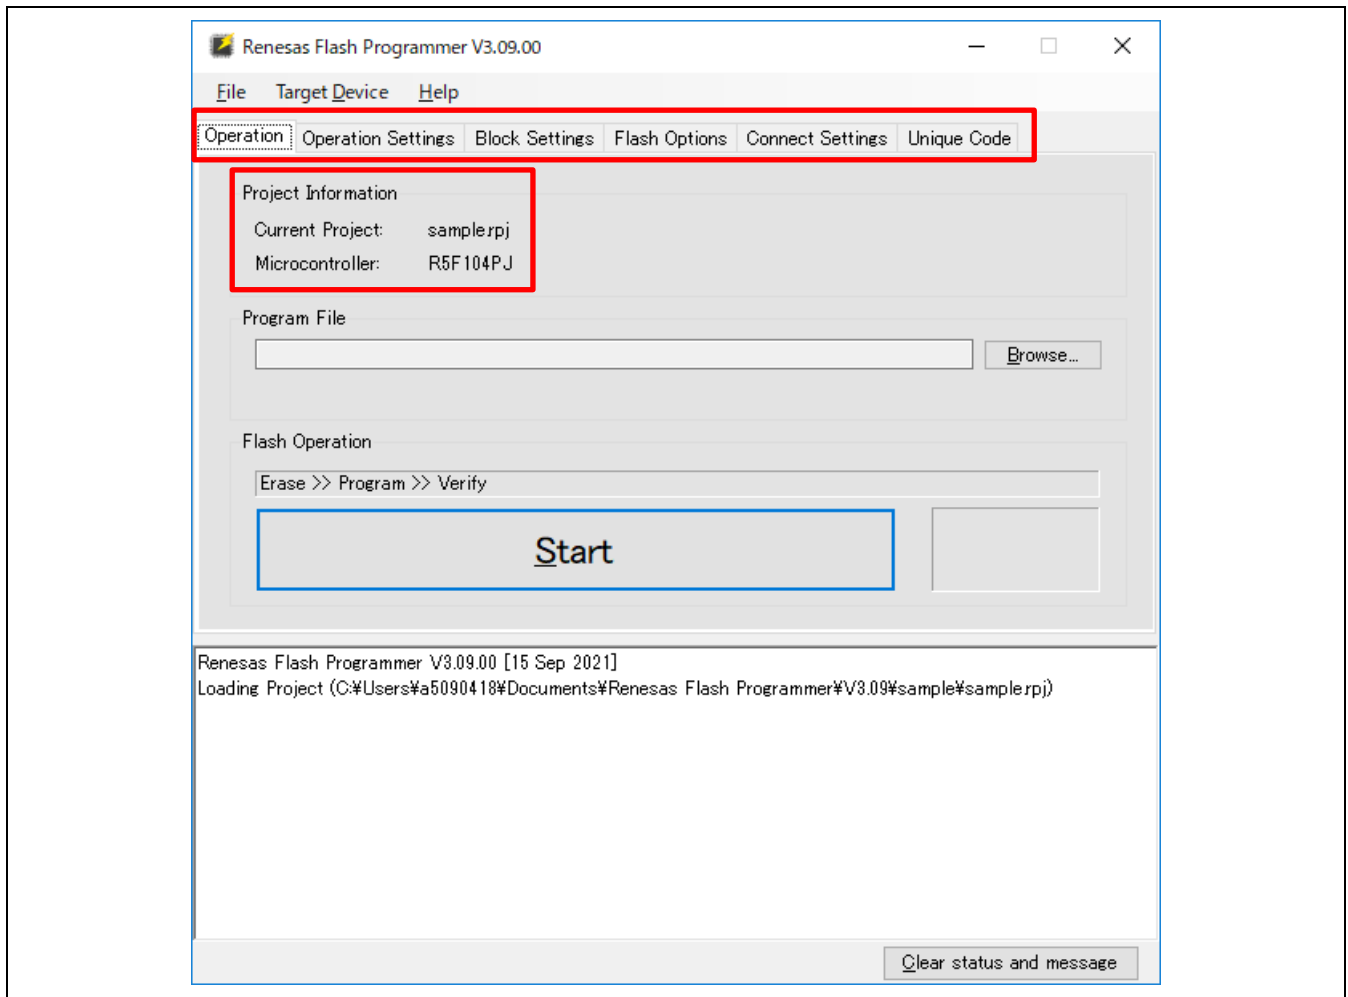 Renesas Flash Programmer V3.09.00
File Target Device Help
Operation Operation Settings Block Settings Flash Options Connect Settings Unique Code
Project Information
Current Project: sample.rpj
Microcontroller: R5F104PJ
Program File
Browse...
Flash Operation
Erase >> Program >> Verify
Start
Renesas Flash Programmer V3.09.00 [15 Sep 2021]
Loading Project (C:¥Users¥a5090418¥Documents¥Renesas Flash Programmer¥V3.09¥sample¥sample.rpj)
Clear status and message